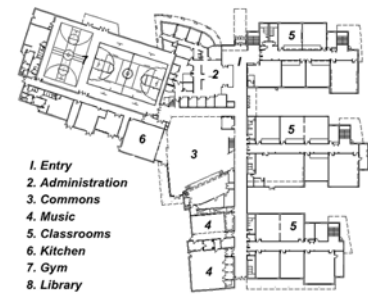 5
1
2
5
6
3
4
5
4
1. Entry
2. Administration
3. Commons
4. Music
5. Classrooms
6. Kitchen
7. Gym
8. Library